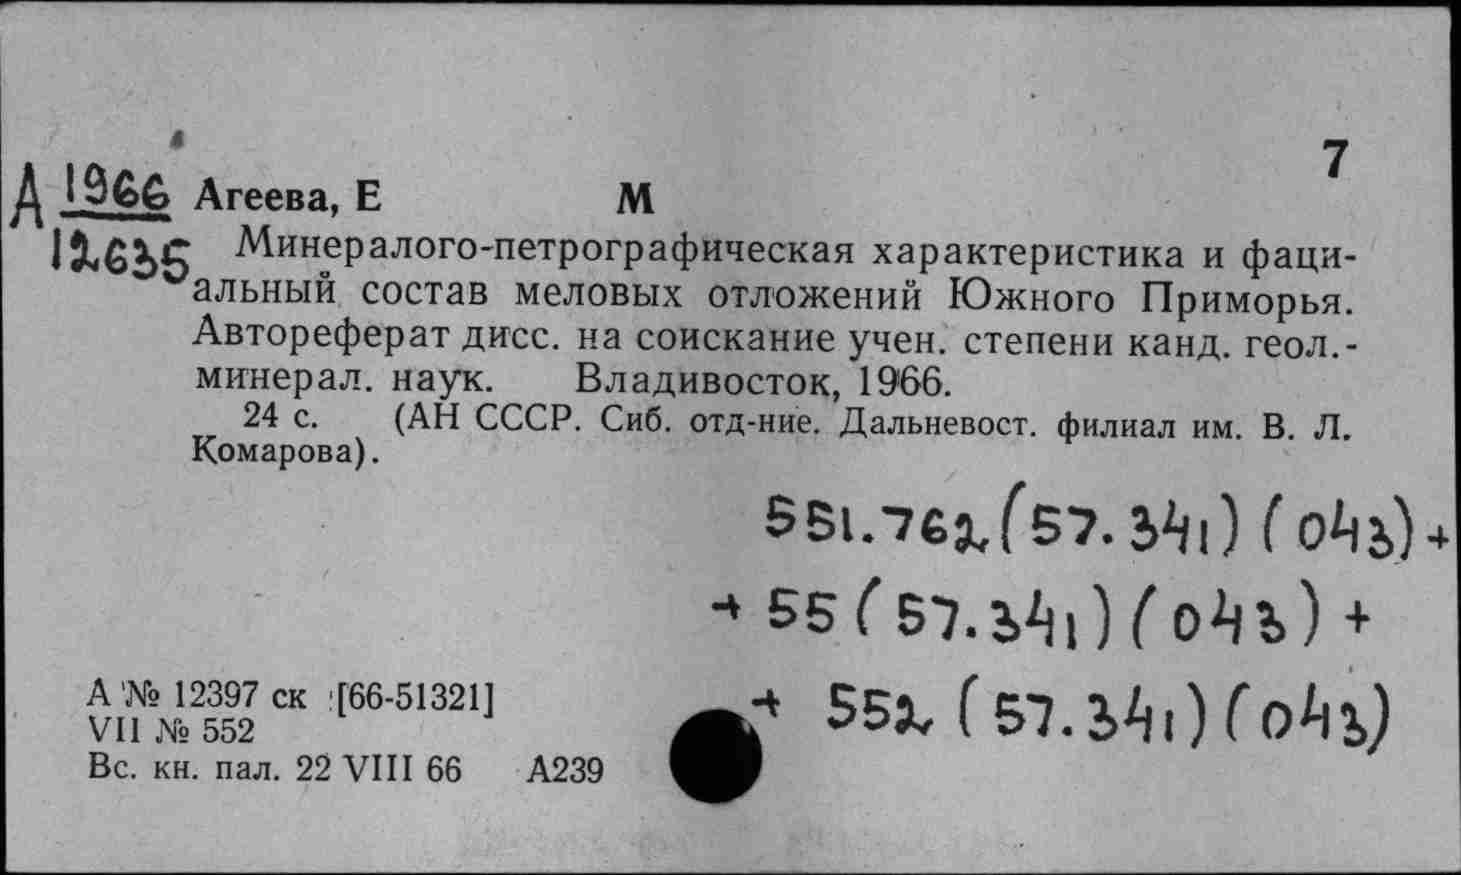 7
А 1966 Агеева, Е М
12635 Минералого-петрографическая характеристика и фаци-
альный состав меловых отложений Южного Приморья.
Автореферат дисс. на соискание учен. степени канд. геол.-
минерал. наук. Владивосток, 1966.
24 с. (АН СССР. Сиб. отд-ние. Дальневост. филиал им. В. Л.
Комарова).
551.762(57.341)(043)+
+55(57.341)(043)+
+552(57.341)(043)
А № 12397 ск [66-51321]
VII № 552
Вс. кн. пал. 22 VIII 66 А239